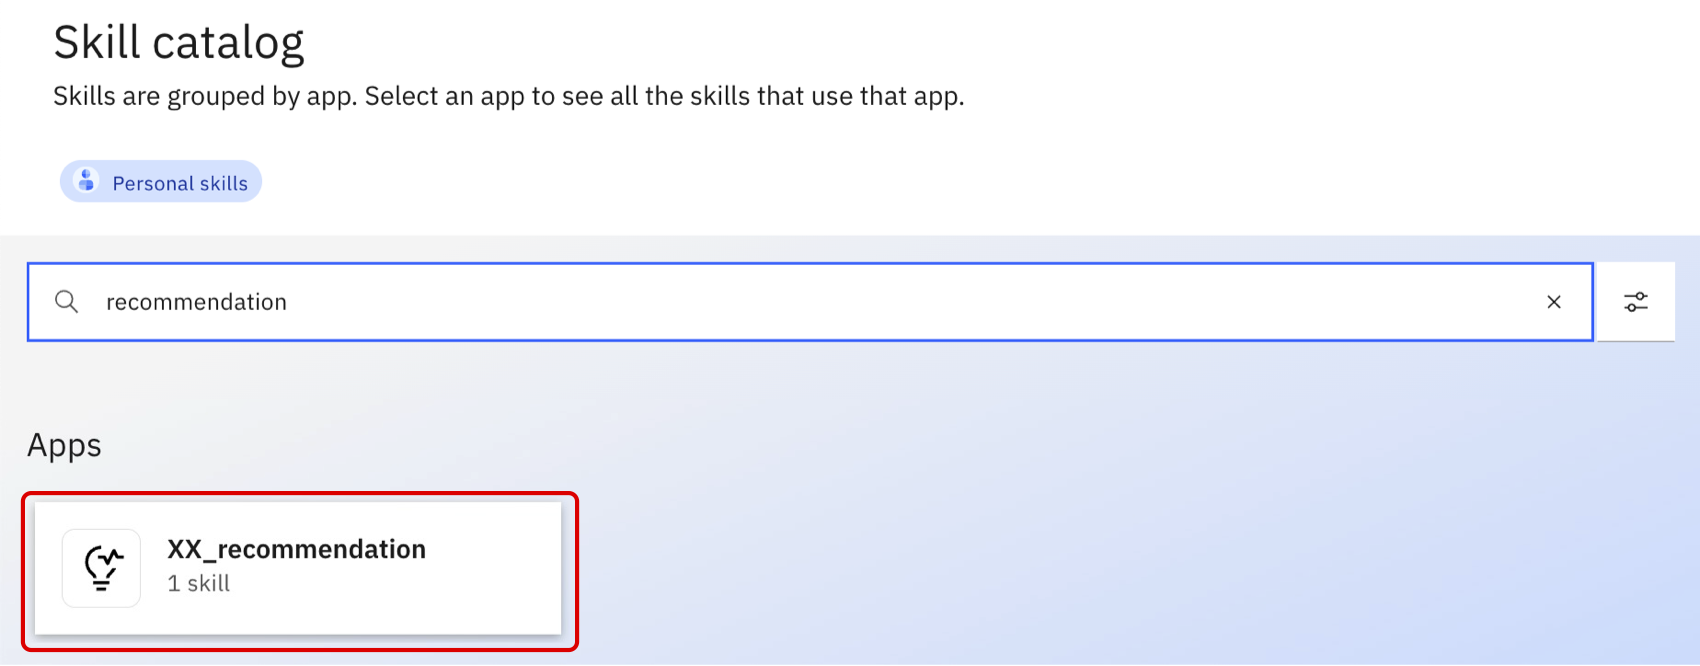 Skill catalog
Skills are grouped by app. Select an app to see all the skills that use that app.
Personal skills
recommendation
Apps
XX_recommendation
1 skill